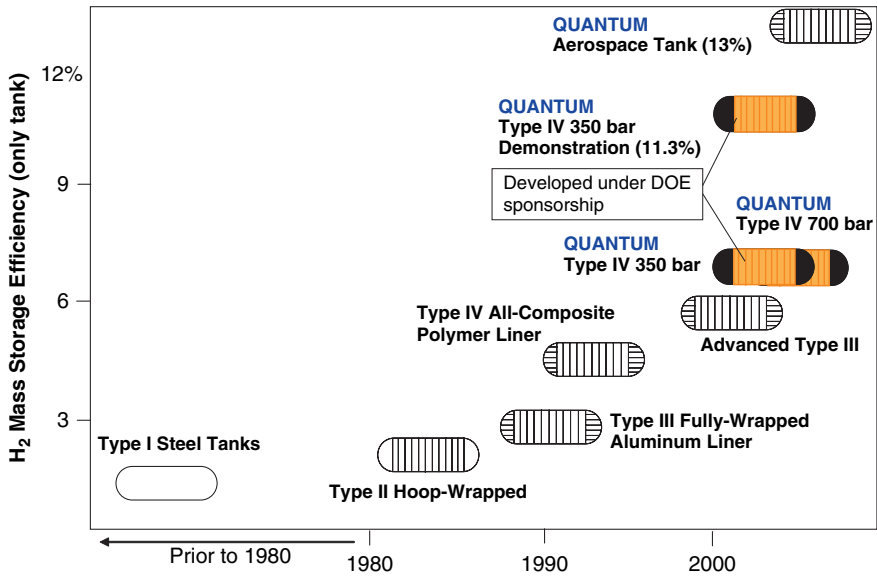 H2 Mass Storage Efficiency (only tank)
12%
9
6
3
QUANTUM
Aerospace Tank (13%)
QUANTUM
Type IV 350 bar
Demonstration (11.3%)
Developed under DOE
sponsorship
QUANTUM
Type IV 700 bar
QUANTUM
Type IV 350 bar
Type IV All-Composite
Polymer Liner
Advanced Type III
Type III Fully-Wrapped
Aluminum Liner
Type I Steel Tanks
Type II Hoop-Wrapped
Prior to 1980
1980
1990
2000